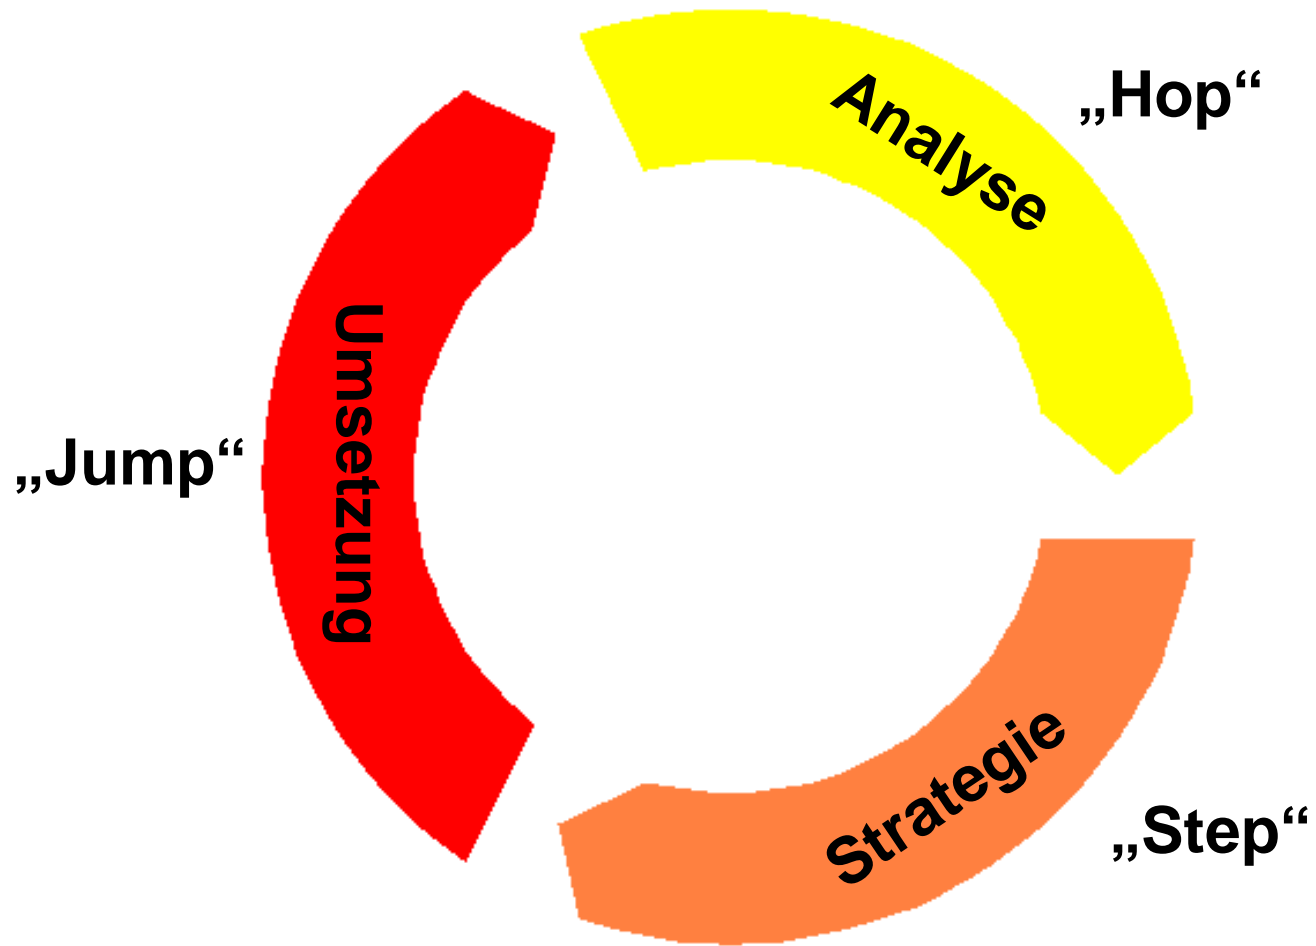 Analyse
„Hop“
Strategie
„Step“
Umsetzung
„Jump“